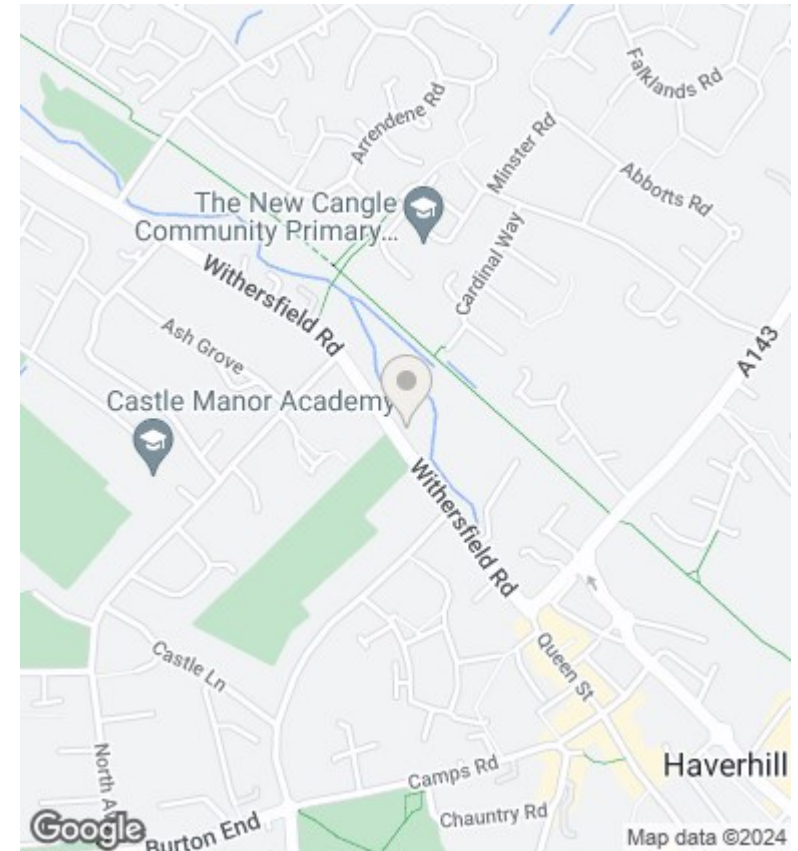 Falklands Rd
Arrendene Rd
Minster Rd
Abbotts Rd
The New Cangle
Community Primary...
Cardinal Way
Withersfield Rd
Ash Grove
A143
Castle Manor Academy
Withersfield Rd
Castle Ln
Queen St
North Av
Haverhill
Camps Rd
Chauntry Rd
Burton End
Google
Map data ©2024